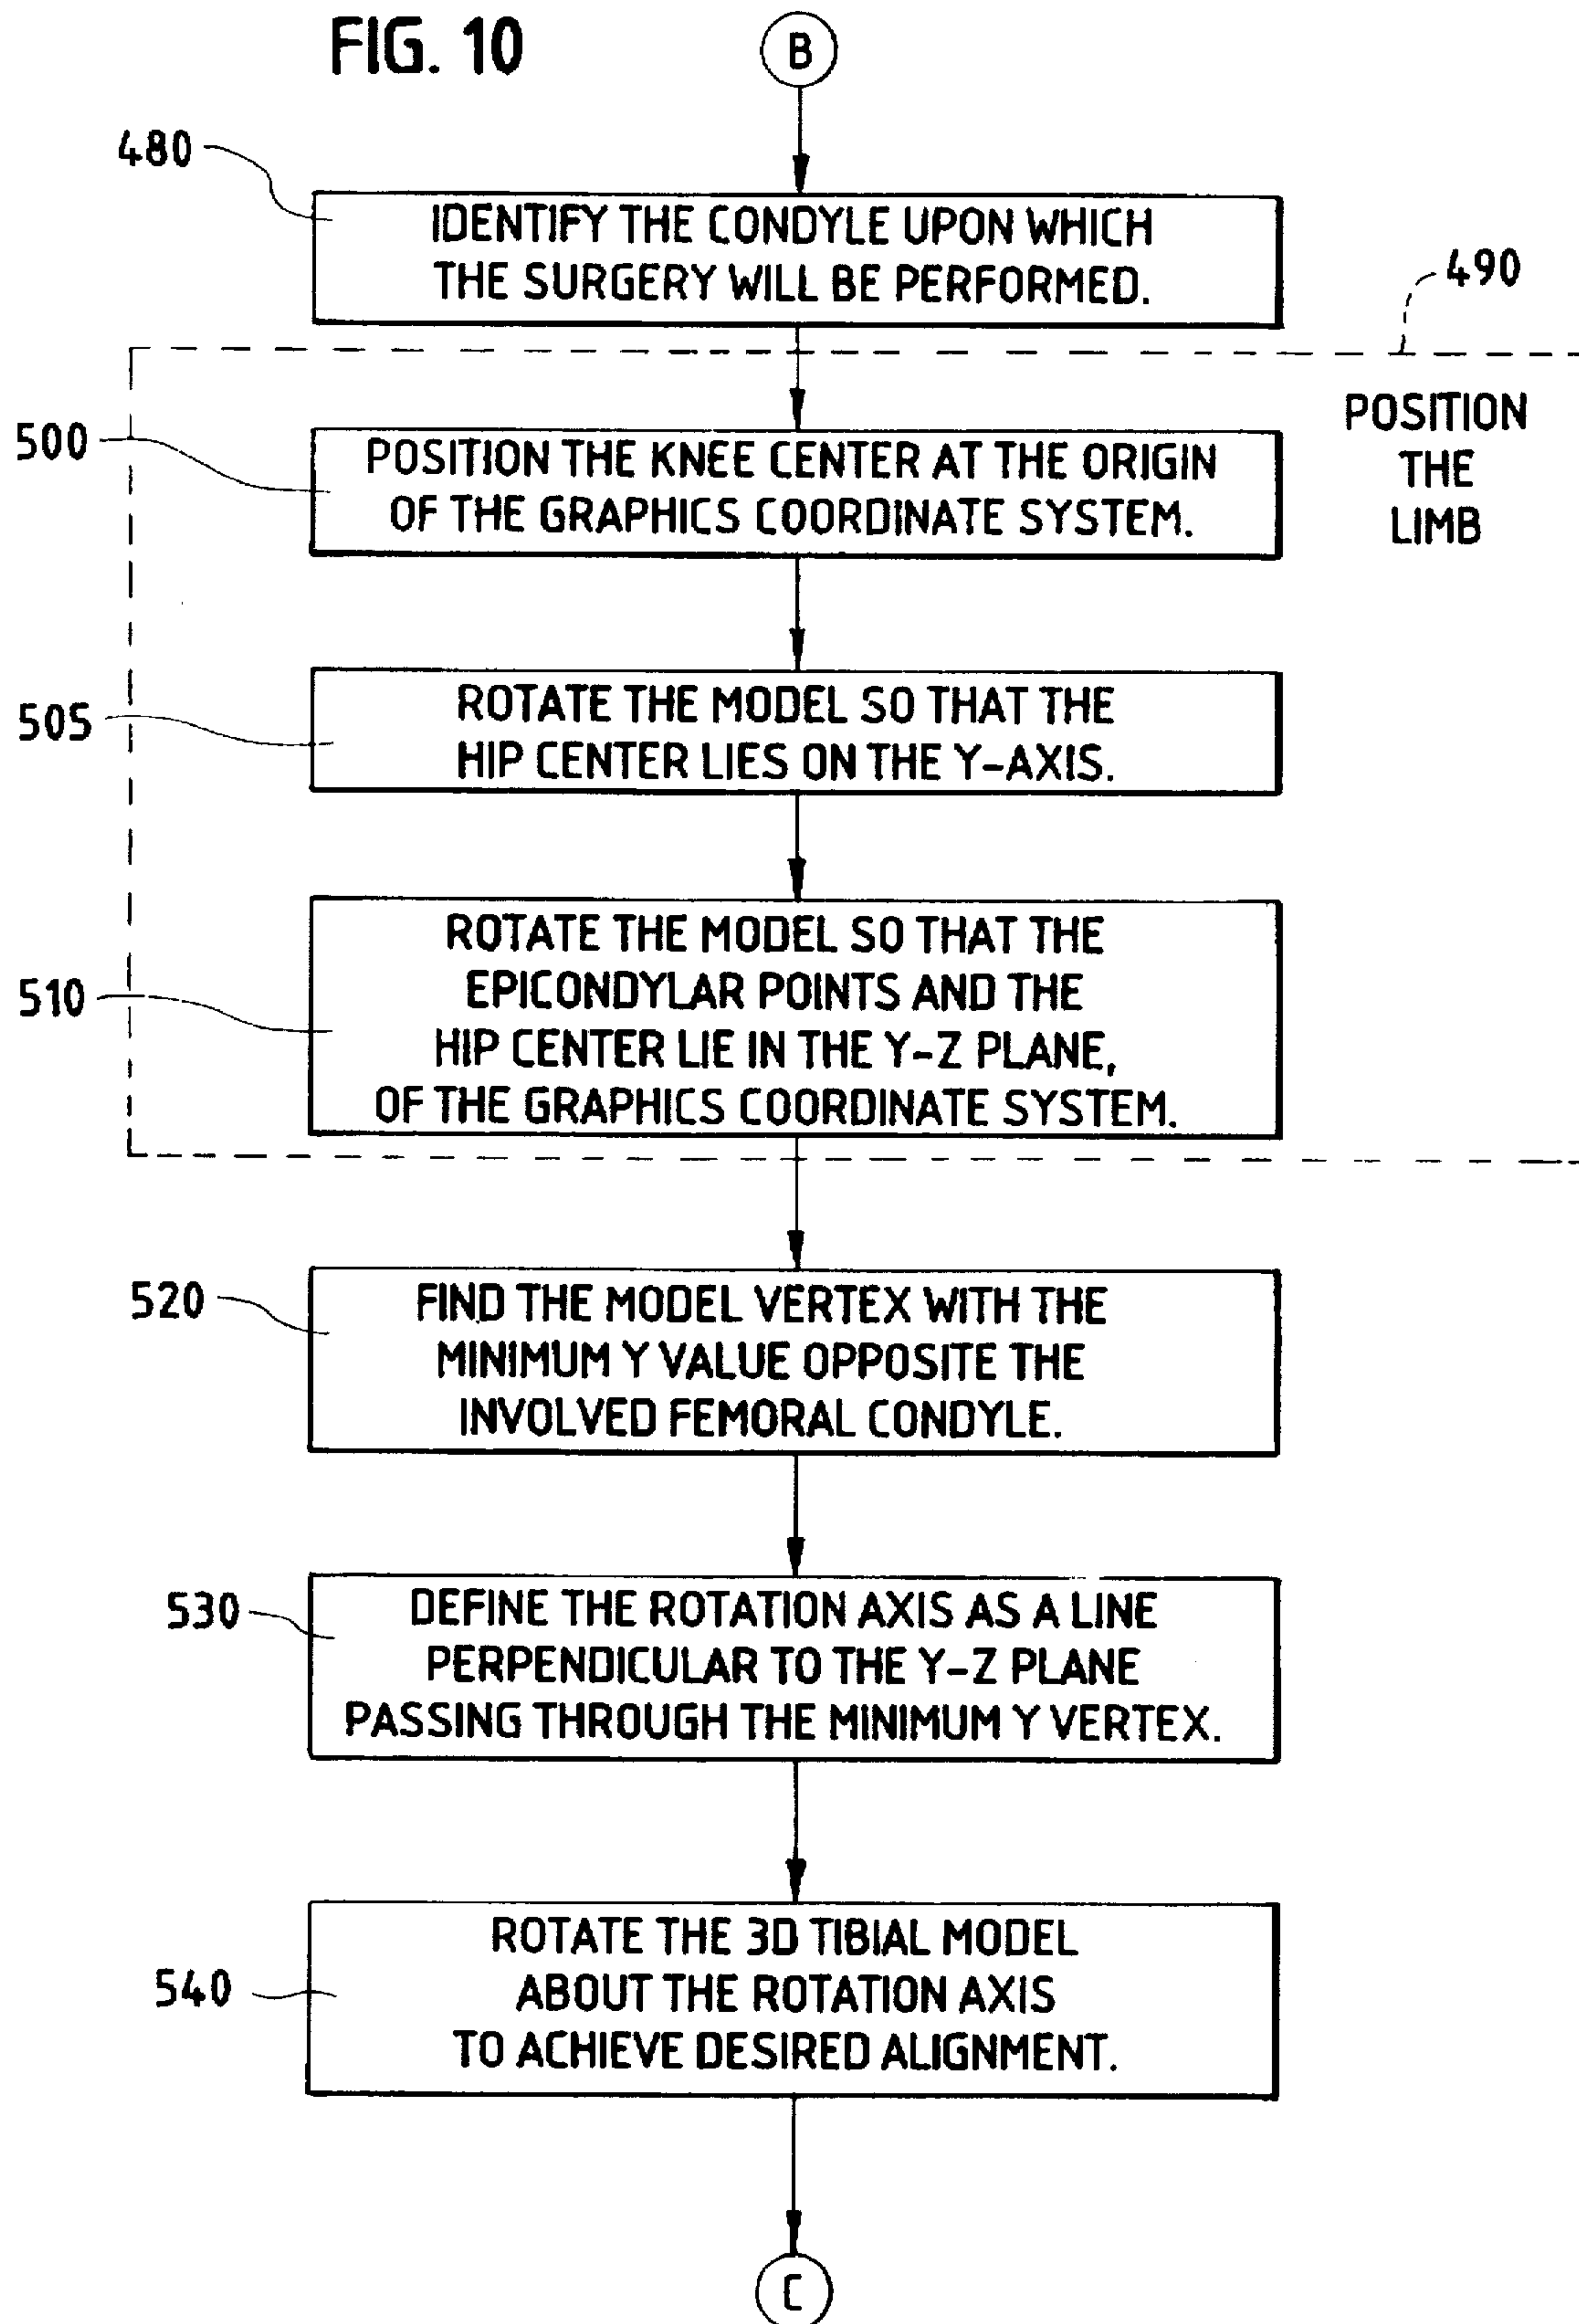 FIG. 10
B
480
IDENTIFY THE CONDYLE UPON WHICH
THE SURGERY WILL BE PERFORMED.
490
POSITION
THE
LIMB
500
POSITION THE KNEE CENTER AT THE ORIGIN
OF THE GRAPHICS COORDINATE SYSTEM.
505
ROTATE THE MODEL SO THAT THE
HIP CENTER LIES ON THE Y-AXIS.
510
ROTATE THE MODEL SO THAT THE
EPICONDYLAR POINTS AND THE
HIP CENTER LIE IN THE Y-Z PLANE,
OF THE GRAPHICS COORDINATE SYSTEM.
520
FIND THE MODEL VERTEX WITH THE
MINIMUM Y VALUE OPPOSITE THE
INVOLVED FEMORAL CONDYLE.
530
DEFINE THE ROTATION AXIS AS A LINE
PERPENDICULAR TO THE Y-Z PLANE
PASSING THROUGH THE MINIMUM Y VERTEX.
540
ROTATE THE 3D TIBIAL MODEL
ABOUT THE ROTATION AXIS
TO ACHIEVE DESIRED ALIGNMENT.
C